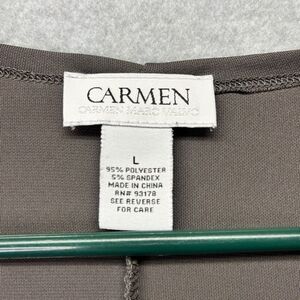 CARMEN
CARMEN MARC VALVO
L
95% POLYESTER
5% SPANDEX
MADE IN CHINA
RN# 93178
SEE REVERSE
FOR CARE